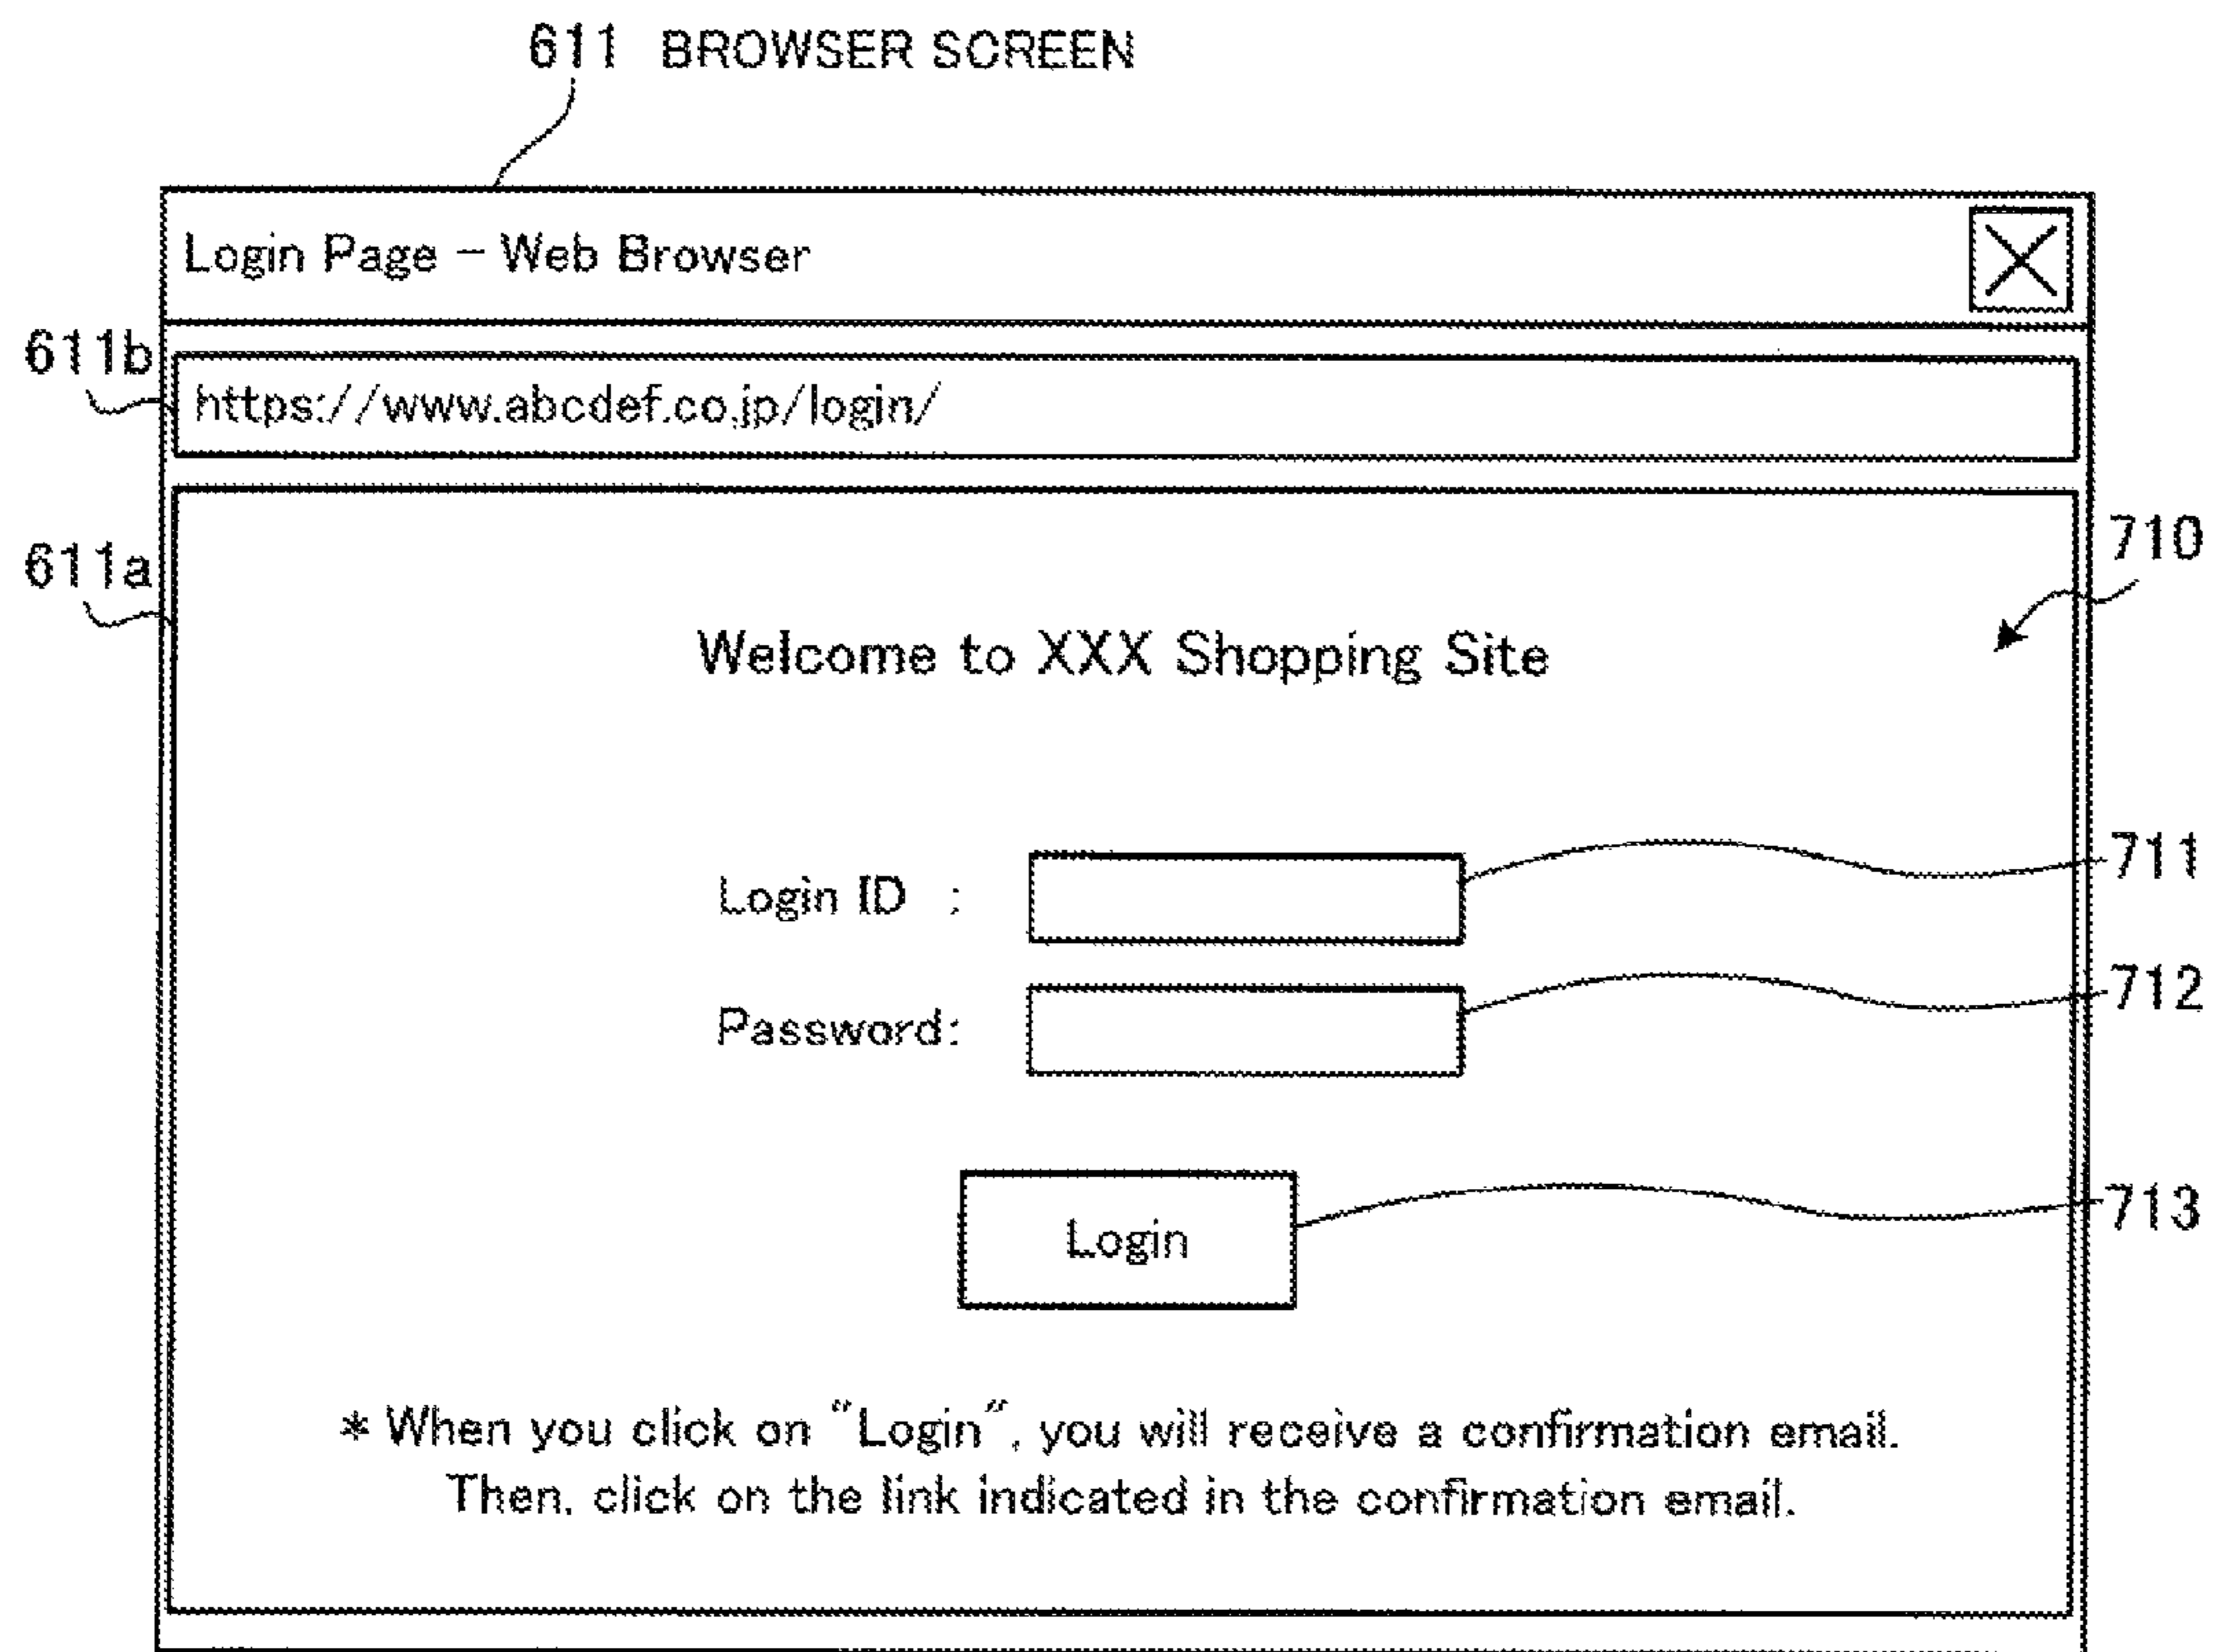 611 BROWSER SCREEN
Login Page - Web Browser
611b
https://www.abcdef.co.jp/login/
611a
710
Welcome to XXX Shopping Site
Login ID :
711
Password:
712
Login
713
* When you click on "Login", you will receive a confirmation email.
Then, click on the link indicated in the confirmation email.